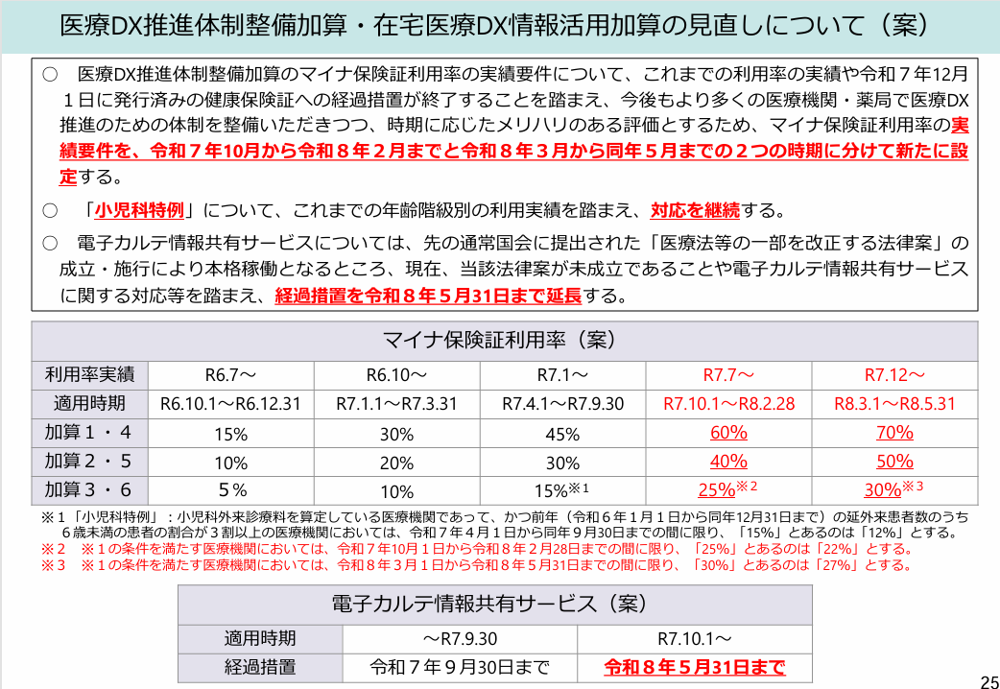 医療DX推進体制整備加算・在宅医療DX情報活用加算の見直しについて（案）
○　医療DX推進体制整備加算のマイナ保険証利用率の実績要件について、これまでの利用率の実績や令和７年12月
１日に発行済みの健康保険証への経過措置が終了することを踏まえ、今後もより多くの医療機関・薬局で医療DX
推進のための体制を整備いただきつつ、時期に応じたメリハリのある評価とするため、マイナ保険証利用率の実
績要件を、令和７年10月から令和８年２月までと令和８年３月から同年５月までの２つの時期に分けて新たに設
定する。
○　「小児科特例」について、これまでの年齢階級別の利用実績を踏まえ、対応を継続する。
○　電子カルテ情報共有サービスについては、先の通常国会に提出された「医療法等の一部を改正する法律案」の
成立・施行により本格稼働となるところ、現在、当該法律案が未成立であることや電子カルテ情報共有サービス
に関する対応等を踏まえ、経過措置を令和８年５月31日まで延長する。
マイナ保険証利用率（案）
利用率実績 R6.7～ R6.10～ R7.1～ R7.7～ R7.12～
適用時期 R6.10.1～R6.12.31 R7.1.1～R7.3.31 R7.4.1～R7.9.30 R7.10.1～R8.2.28 R8.3.1～R8.5.31
加算１・４ 15% 30% 45% 60% 70%
加算２・５ 10% 20% 30% 40% 50%
加算３・６ ５% 10% 15%※１ 25%※２ 30%※３
※１「小児科特例」：小児科外来診療料を算定している医療機関であって、かつ前年（令和６年１月１日から同年12月31日まで）の延外来患者数のうち
６歳未満の患者の割合が３割以上の医療機関においては、令和７年４月１日から同年９月30日までの間に限り、「15%」とあるのは「12%」とする。
※２　※１の条件を満たす医療機関においては、令和７年10月１日から令和８年２月28日までの間に限り、「25%」とあるのは「22%」とする。
※３　※１の条件を満たす医療機関においては、令和８年３月１日から令和８年５月31日までの間に限り、「30%」とあるのは「27%」とする。
電子カルテ情報共有サービス（案）
適用時期 ～R7.9.30 R7.10.1～
経過措置 令和７年９月30日まで 令和８年５月31日まで
25